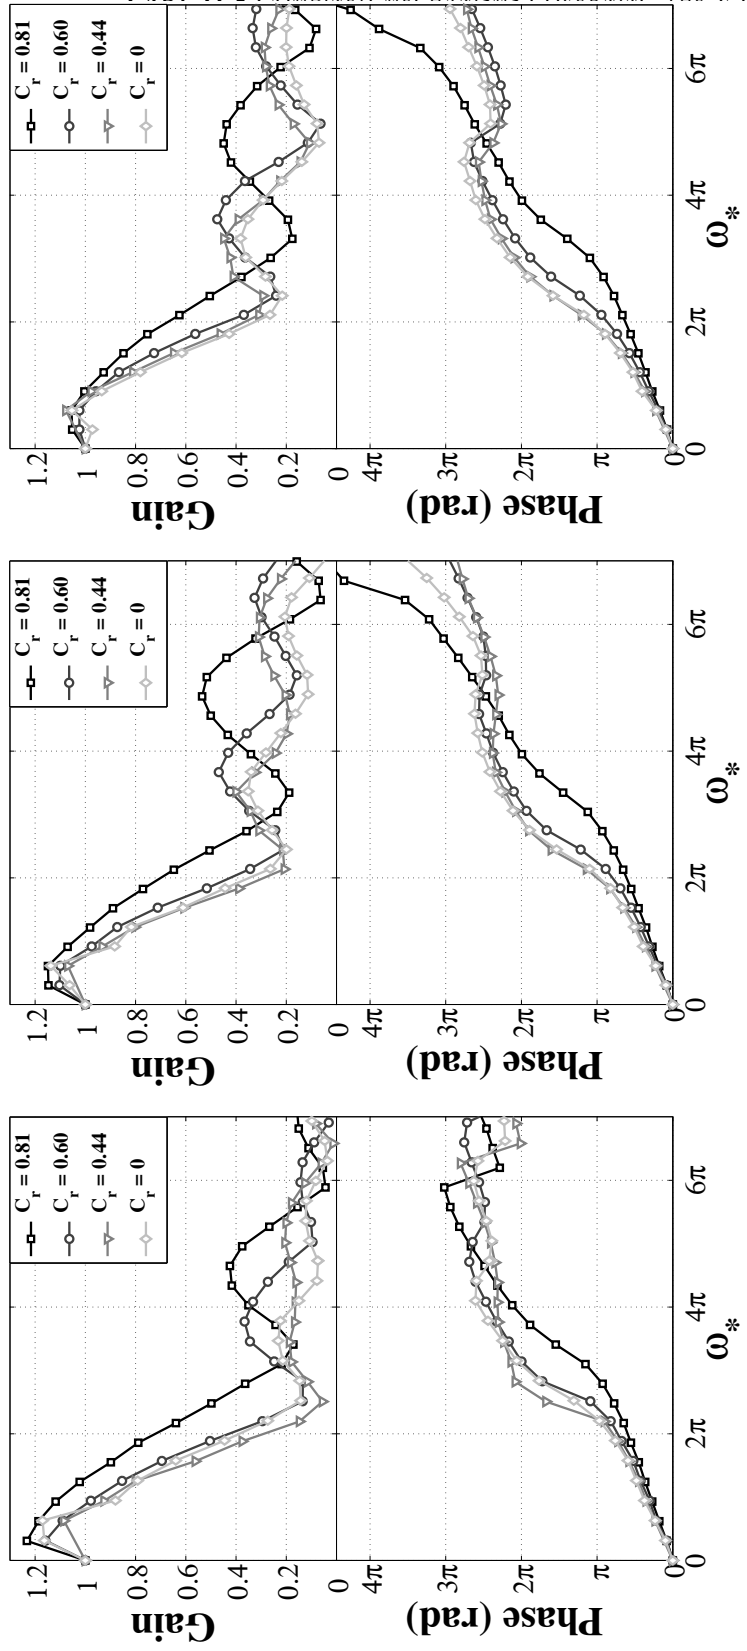 C_r = 0.81
C_r = 0.60
C_r = 0.44
C_r = 0
1.2
1
0.8
0.6
0.4
0.2
0
Gain
4π
3π
2π
π
0
Phase (rad)
0 2π 4π 6π
ω*
C_r = 0.81
C_r = 0.60
C_r = 0.44
C_r = 0
1.2
1
0.8
0.6
0.4
0.2
0
Gain
4π
3π
2π
π
0
Phase (rad)
0 2π 4π 6π
ω*
C_r = 0.81
C_r = 0.60
C_r = 0.44
C_r = 0
1.2
1
0.8
0.6
0.4
0.2
0
Gain
4π
3π
2π
π
0
Phase (rad)
0 2π 4π 6π
ω*